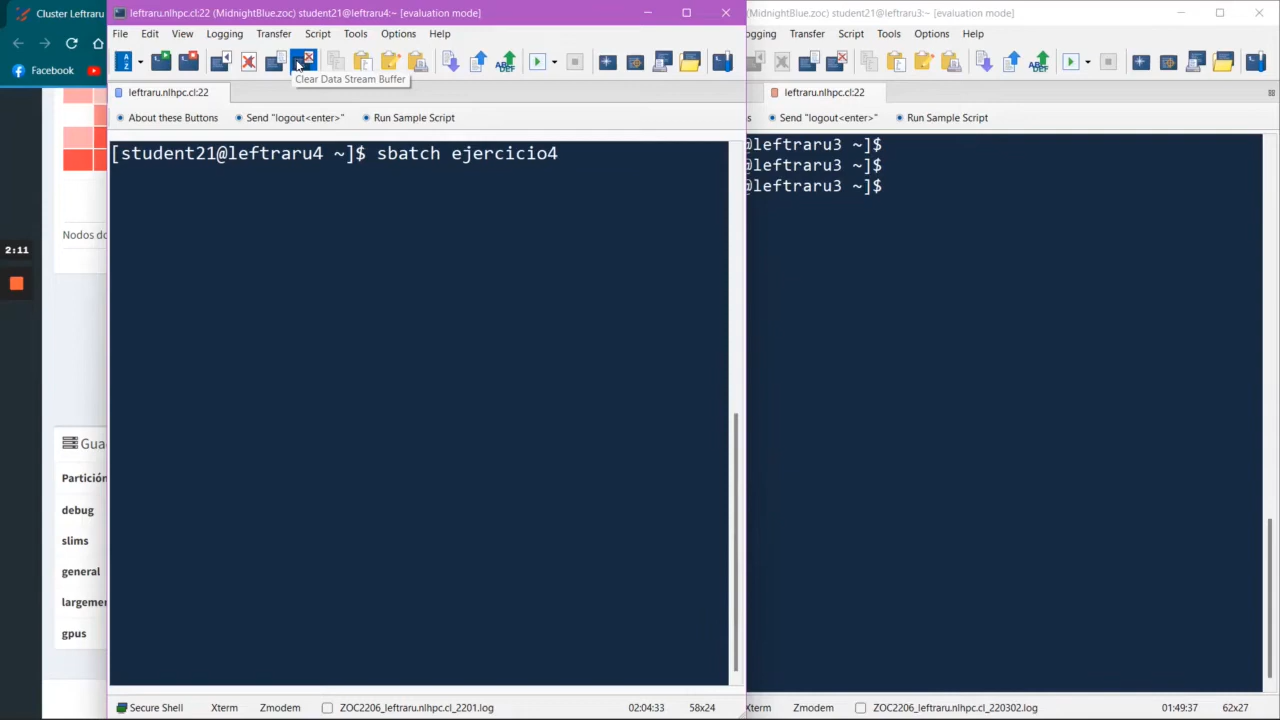 Cluster Leftraru
Facebook
2:11
Nodos do
Gua
Partición
debug
slims
general
largemem
gpus
leftraru.nlhpc.cl:22 (MidnightBlue.zoc) student21@leftraru4:~ [evaluation mode]
File Edit View Logging Transfer Script Tools Options Help
Clear Data Stream Buffer
leftraru.nlhpc.cl:22
About these Buttons Send "logout<enter>" Run Sample Script
[student21@leftraru4 ~]$ sbatch ejercicio4
Secure Shell Xterm Zmodem ZOC2206_leftraru.nlhpc.cl_2201.log 02:04:33 58x24
(MidnightBlue.zoc) student21@leftraru3:~ [evaluation mode]
gging Transfer Script Tools Options Help
leftraru.nlhpc.cl:22
s Send "logout<enter>" Run Sample Script
@leftraru3 ~]$
@leftraru3 ~]$
@leftraru3 ~]$
Xterm Zmodem ZOC2206_leftraru.nlhpc.cl_220302.log 01:49:37 62x27